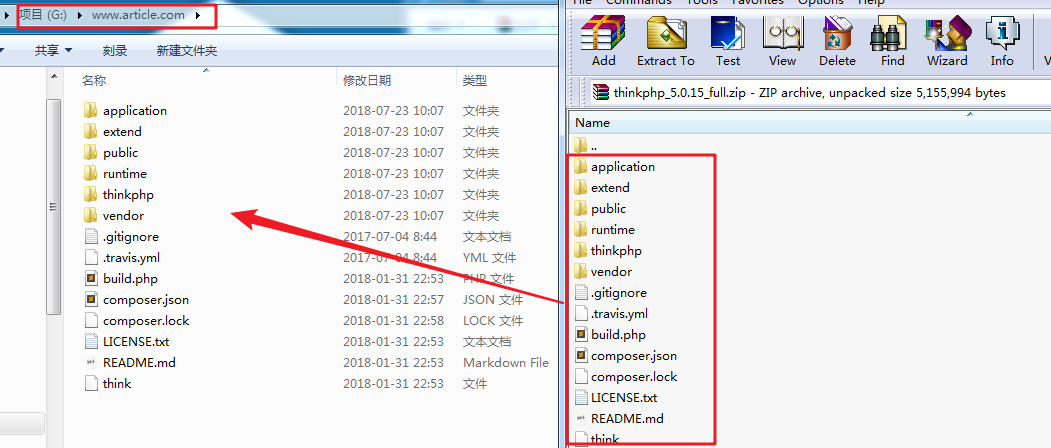 项目 (G:) www.article.com
共享 刻录 新建文件夹
名称 修改日期 类型
application 2018-07-23 10:07 文件夹
extend 2018-07-23 10:07 文件夹
public 2018-07-23 10:07 文件夹
runtime 2018-07-23 10:07 文件夹
thinkphp 2018-07-23 10:07 文件夹
vendor 2018-07-23 10:07 文件夹
.gitignore 2017-07-04 8:44 文本文档
.travis.yml 2017-07-04 8:44 YML 文件
build.php 2018-01-31 22:53 PHP 文件
composer.json 2018-01-31 22:57 JSON 文件
composer.lock 2018-01-31 22:58 LOCK 文件
LICENSE.txt 2018-01-31 22:53 文本文档
README.md 2018-01-31 22:53 Markdown File
think 2018-01-31 22:53 文件
File Commands Tools Favorites Options Help
Add Extract To Test View Delete Find Wizard Info
thinkphp_5.0.15_full.zip - ZIP archive, unpacked size 5,155,994 bytes
Name
..
application
extend
public
runtime
thinkphp
vendor
.gitignore
.travis.yml
build.php
composer.json
composer.lock
LICENSE.txt
README.md
think